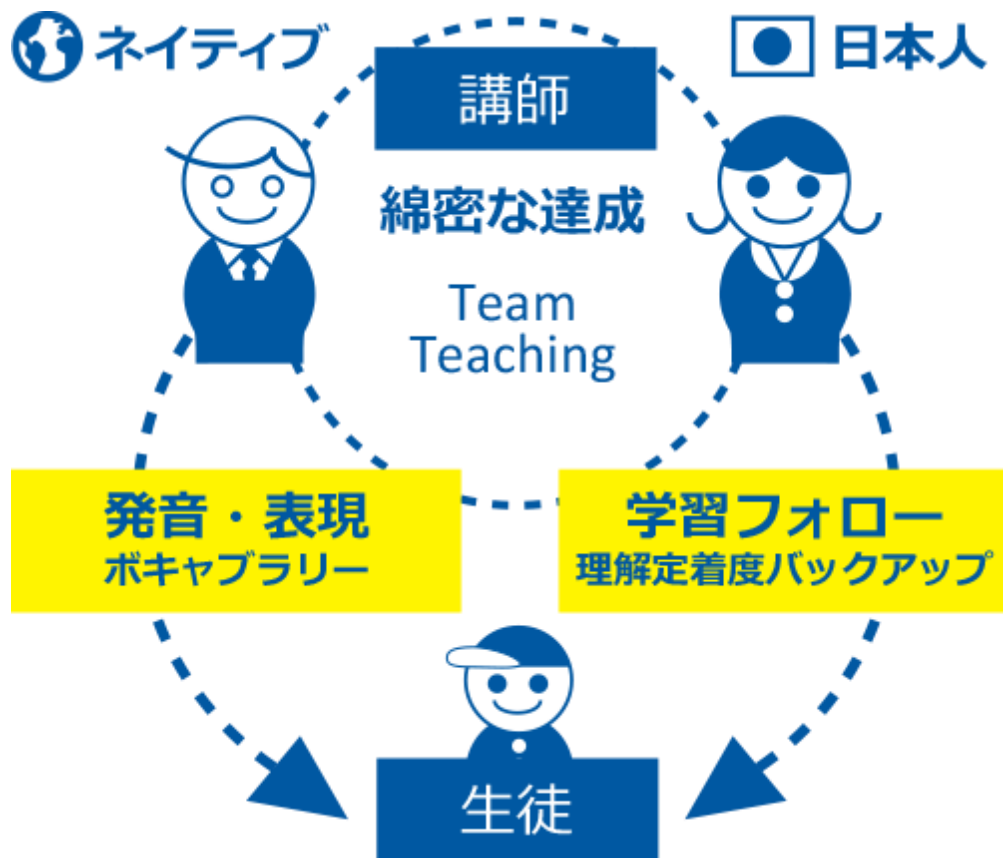 ネイティブ
日本人
講師
綿密な達成
Team
Teaching
発音・表現
ボキャブラリー
学習フォロー
理解定着度バックアップ
生徒